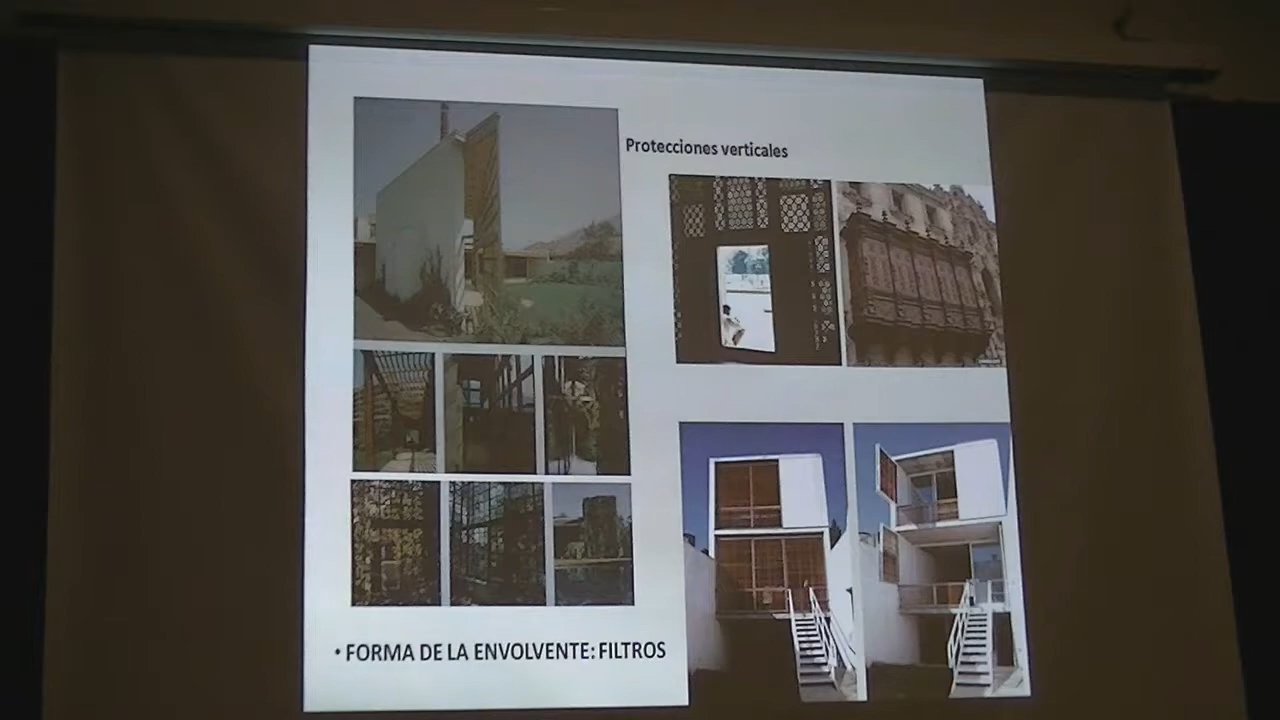 Protecciones verticales
• FORMA DE LA ENVOLVENTE: FILTROS